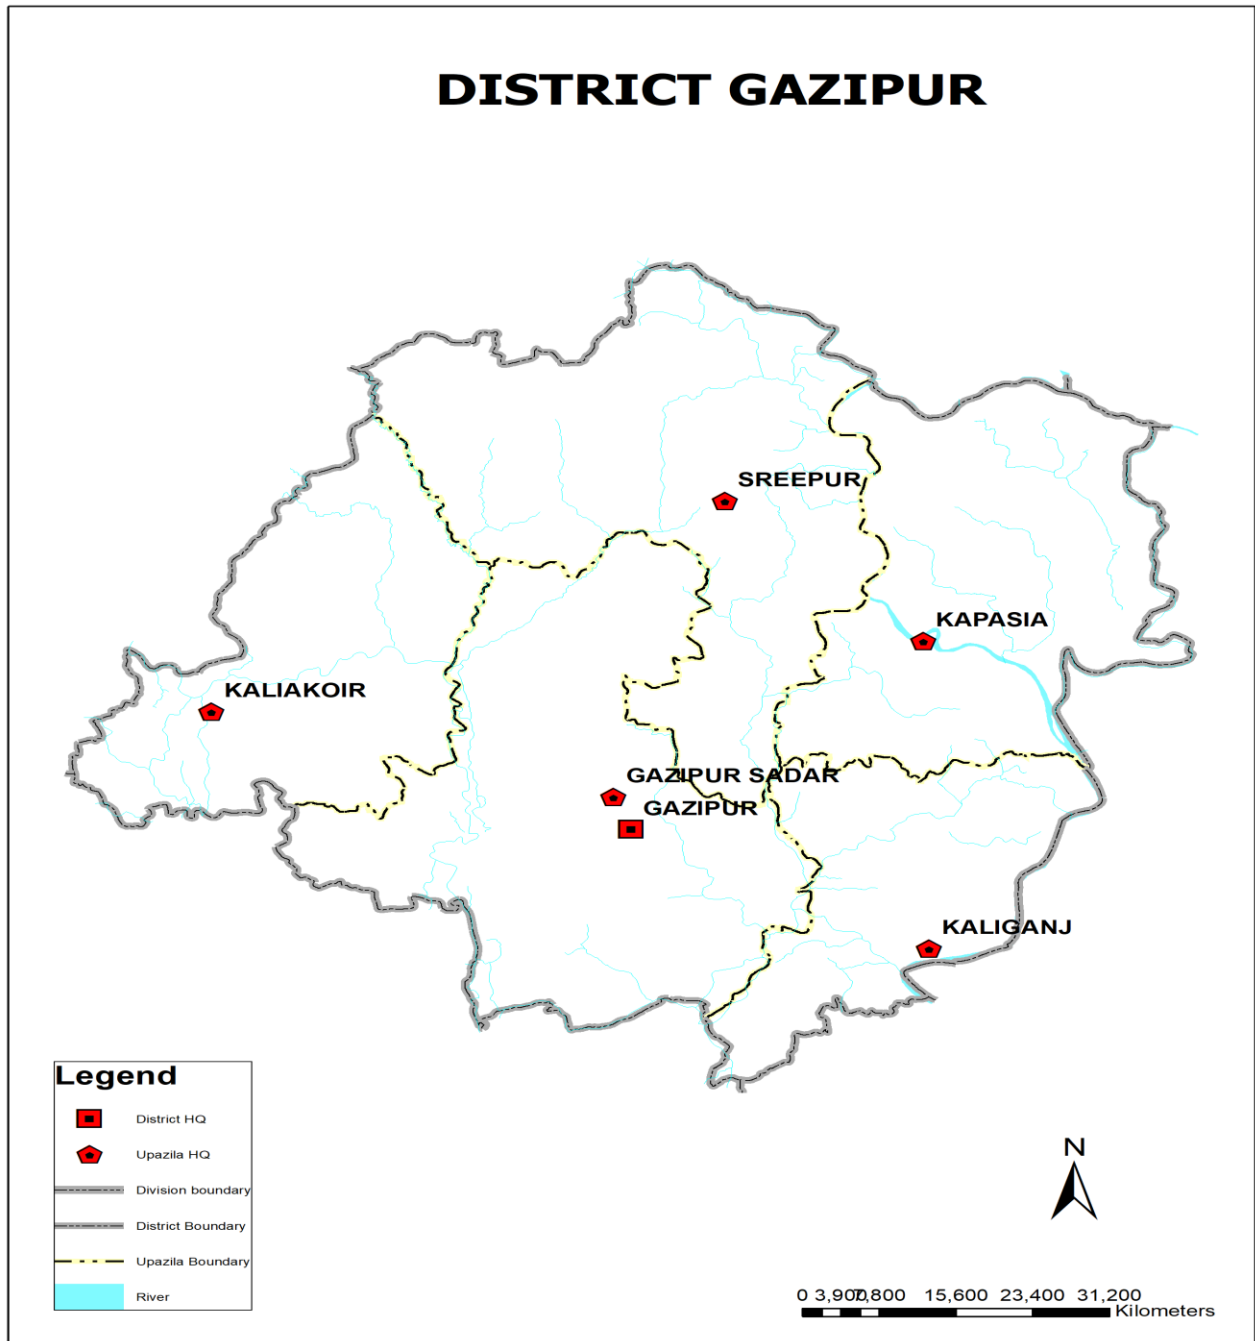 DISTRICT GAZIPUR
SREEPUR
KAPASIA
KALIAKOIR
GAZIPUR SADAR
GAZIPUR
KALIGANJ
Legend
District HQ
Upazila HQ
Division boundary
District Boundary
Upazila Boundary
River
N
0 3,900 7,800 15,600 23,400 31,200
Kilometers